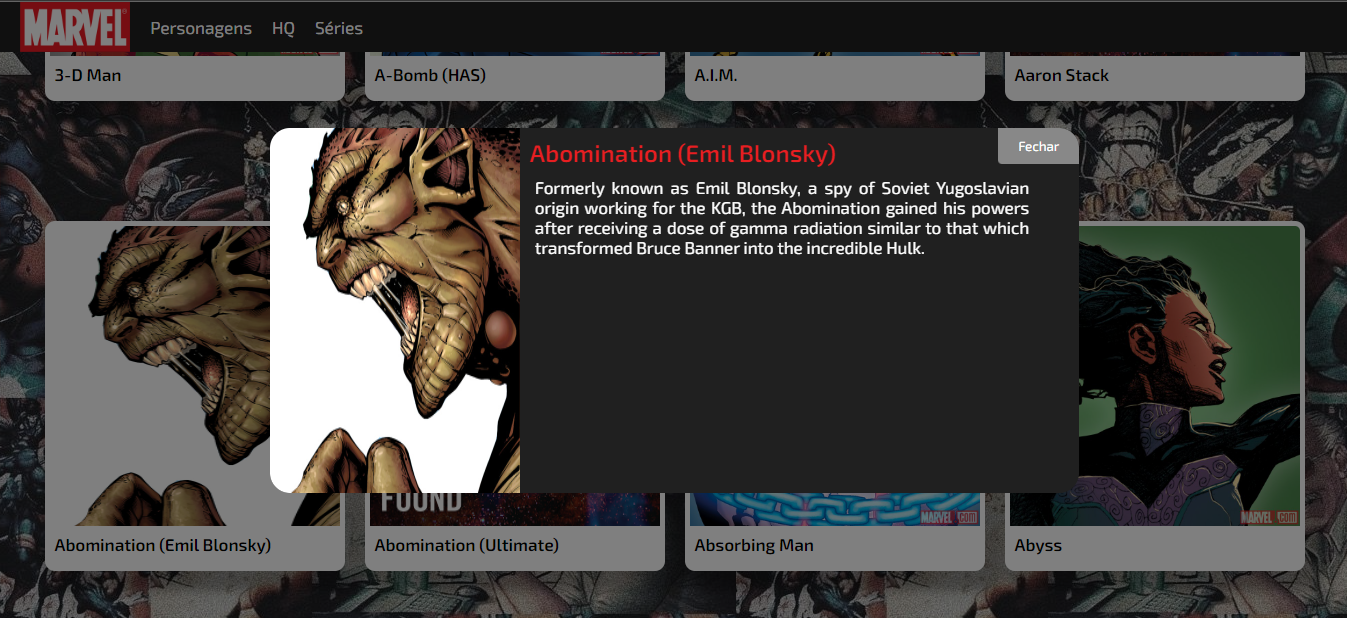 MARVEL Personagens HQ Séries
3-D Man A-Bomb (HAS) A.I.M. Aaron Stack
Abomination (Emil Blonsky)
Fechar
Formerly known as Emil Blonsky, a spy of Soviet Yugoslavian
origin working for the KGB, the Abomination gained his powers
after receiving a dose of gamma radiation similar to that which
transformed Bruce Banner into the incredible Hulk.
FOUND
MARVEL.com
MARVEL.com
Abomination (Emil Blonsky) Abomination (Ultimate) Absorbing Man Abyss